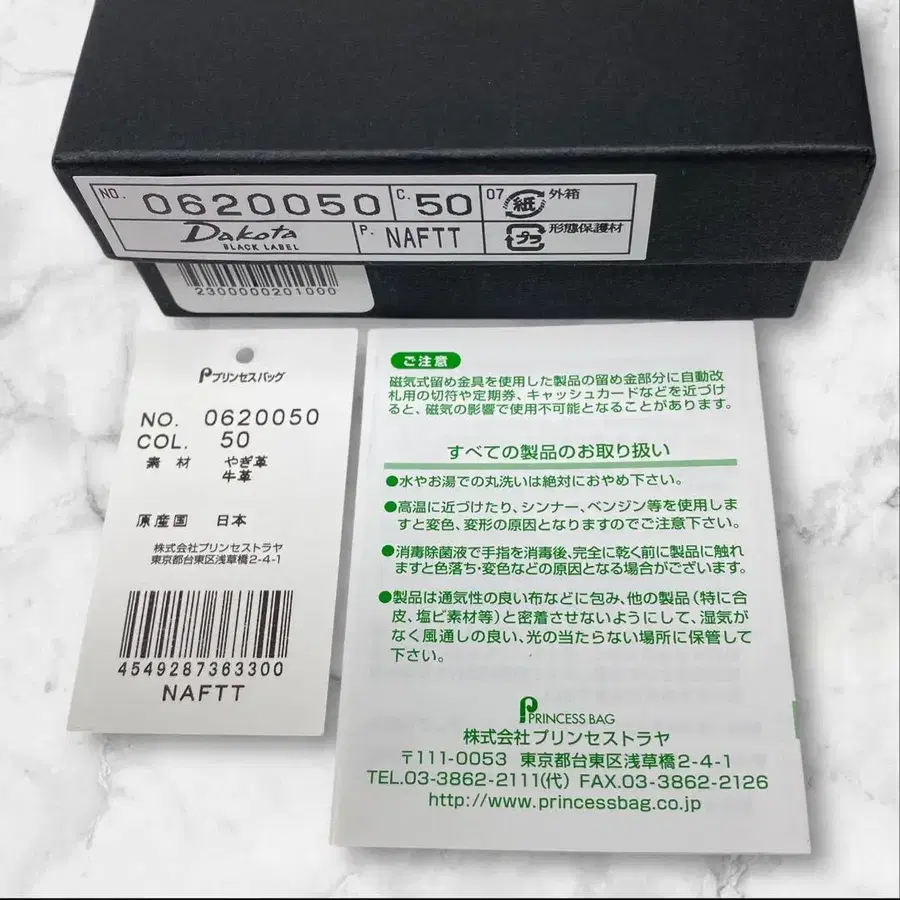 NO. 0620050 C. 50 07 紙 外箱
Dakota
BLACK LABEL
P. NAFTT プラ 形態保護材
2300000201000
プリンセスバッグ
NO. 0620050
COL. 50
素 材 やぎ革
牛革
原産国 日本
株式会社プリンセストラヤ
東京都台東区浅草橋2-4-1
4549287363300
NAFTT
ご注意
磁気式留め金具を使用した製品の留め金部分に自動改
札用の切符や定期券、キャッシュカードなどを近づけ
ると、磁気の影響で使用不可能となることがあります。
すべての製品のお取り扱い
●水やお湯での丸洗いは絶対におやめ下さい。
●高温に近づけたり、シンナー、ベンジン等を使用しま
すと変色、変形の原因となりますのでご注意下さい。
●消毒除菌液で手指を消毒後、完全に乾く前に製品に触れ
ますと色落ち・変色などの原因となる場合がございます。
●製品は通気性の良い布などに包み、他の製品（特に合
皮、塩ビ素材等）と密着させないようにして、湿気が
なく風通しの良い、光の当たらない場所に保管して
下さい。
PRINCESS BAG
株式会社プリンセストラヤ
〒111-0053 東京都台東区浅草橋2-4-1
TEL.03-3862-2111(代) FAX.03-3862-2126
http://www.princessbag.co.jp